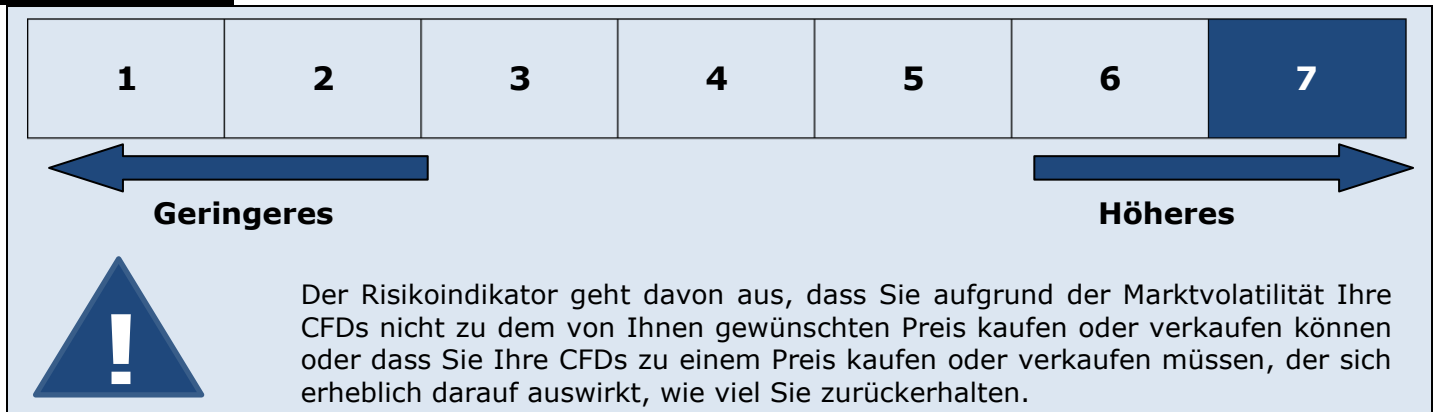 1 2 3 4 5 6 7
Geringeres Höheres
!
Der Risikoindikator geht davon aus, dass Sie aufgrund der Marktvolatilität Ihre
CFDs nicht zu dem von Ihnen gewünschten Preis kaufen oder verkaufen können
oder dass Sie Ihre CFDs zu einem Preis kaufen oder verkaufen müssen, der sich
erheblich darauf auswirkt, wie viel Sie zurückerhalten.